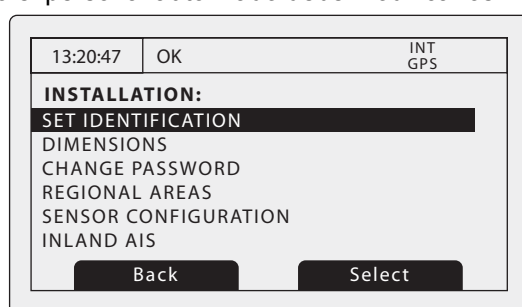 13:20:47 OK INT
GPS
INSTALLATION:
SET IDENTIFICATION
DIMENSIONS
CHANGE PASSWORD
REGIONAL AREAS
SENSOR CONFIGURATION
INLAND AIS
Back Select